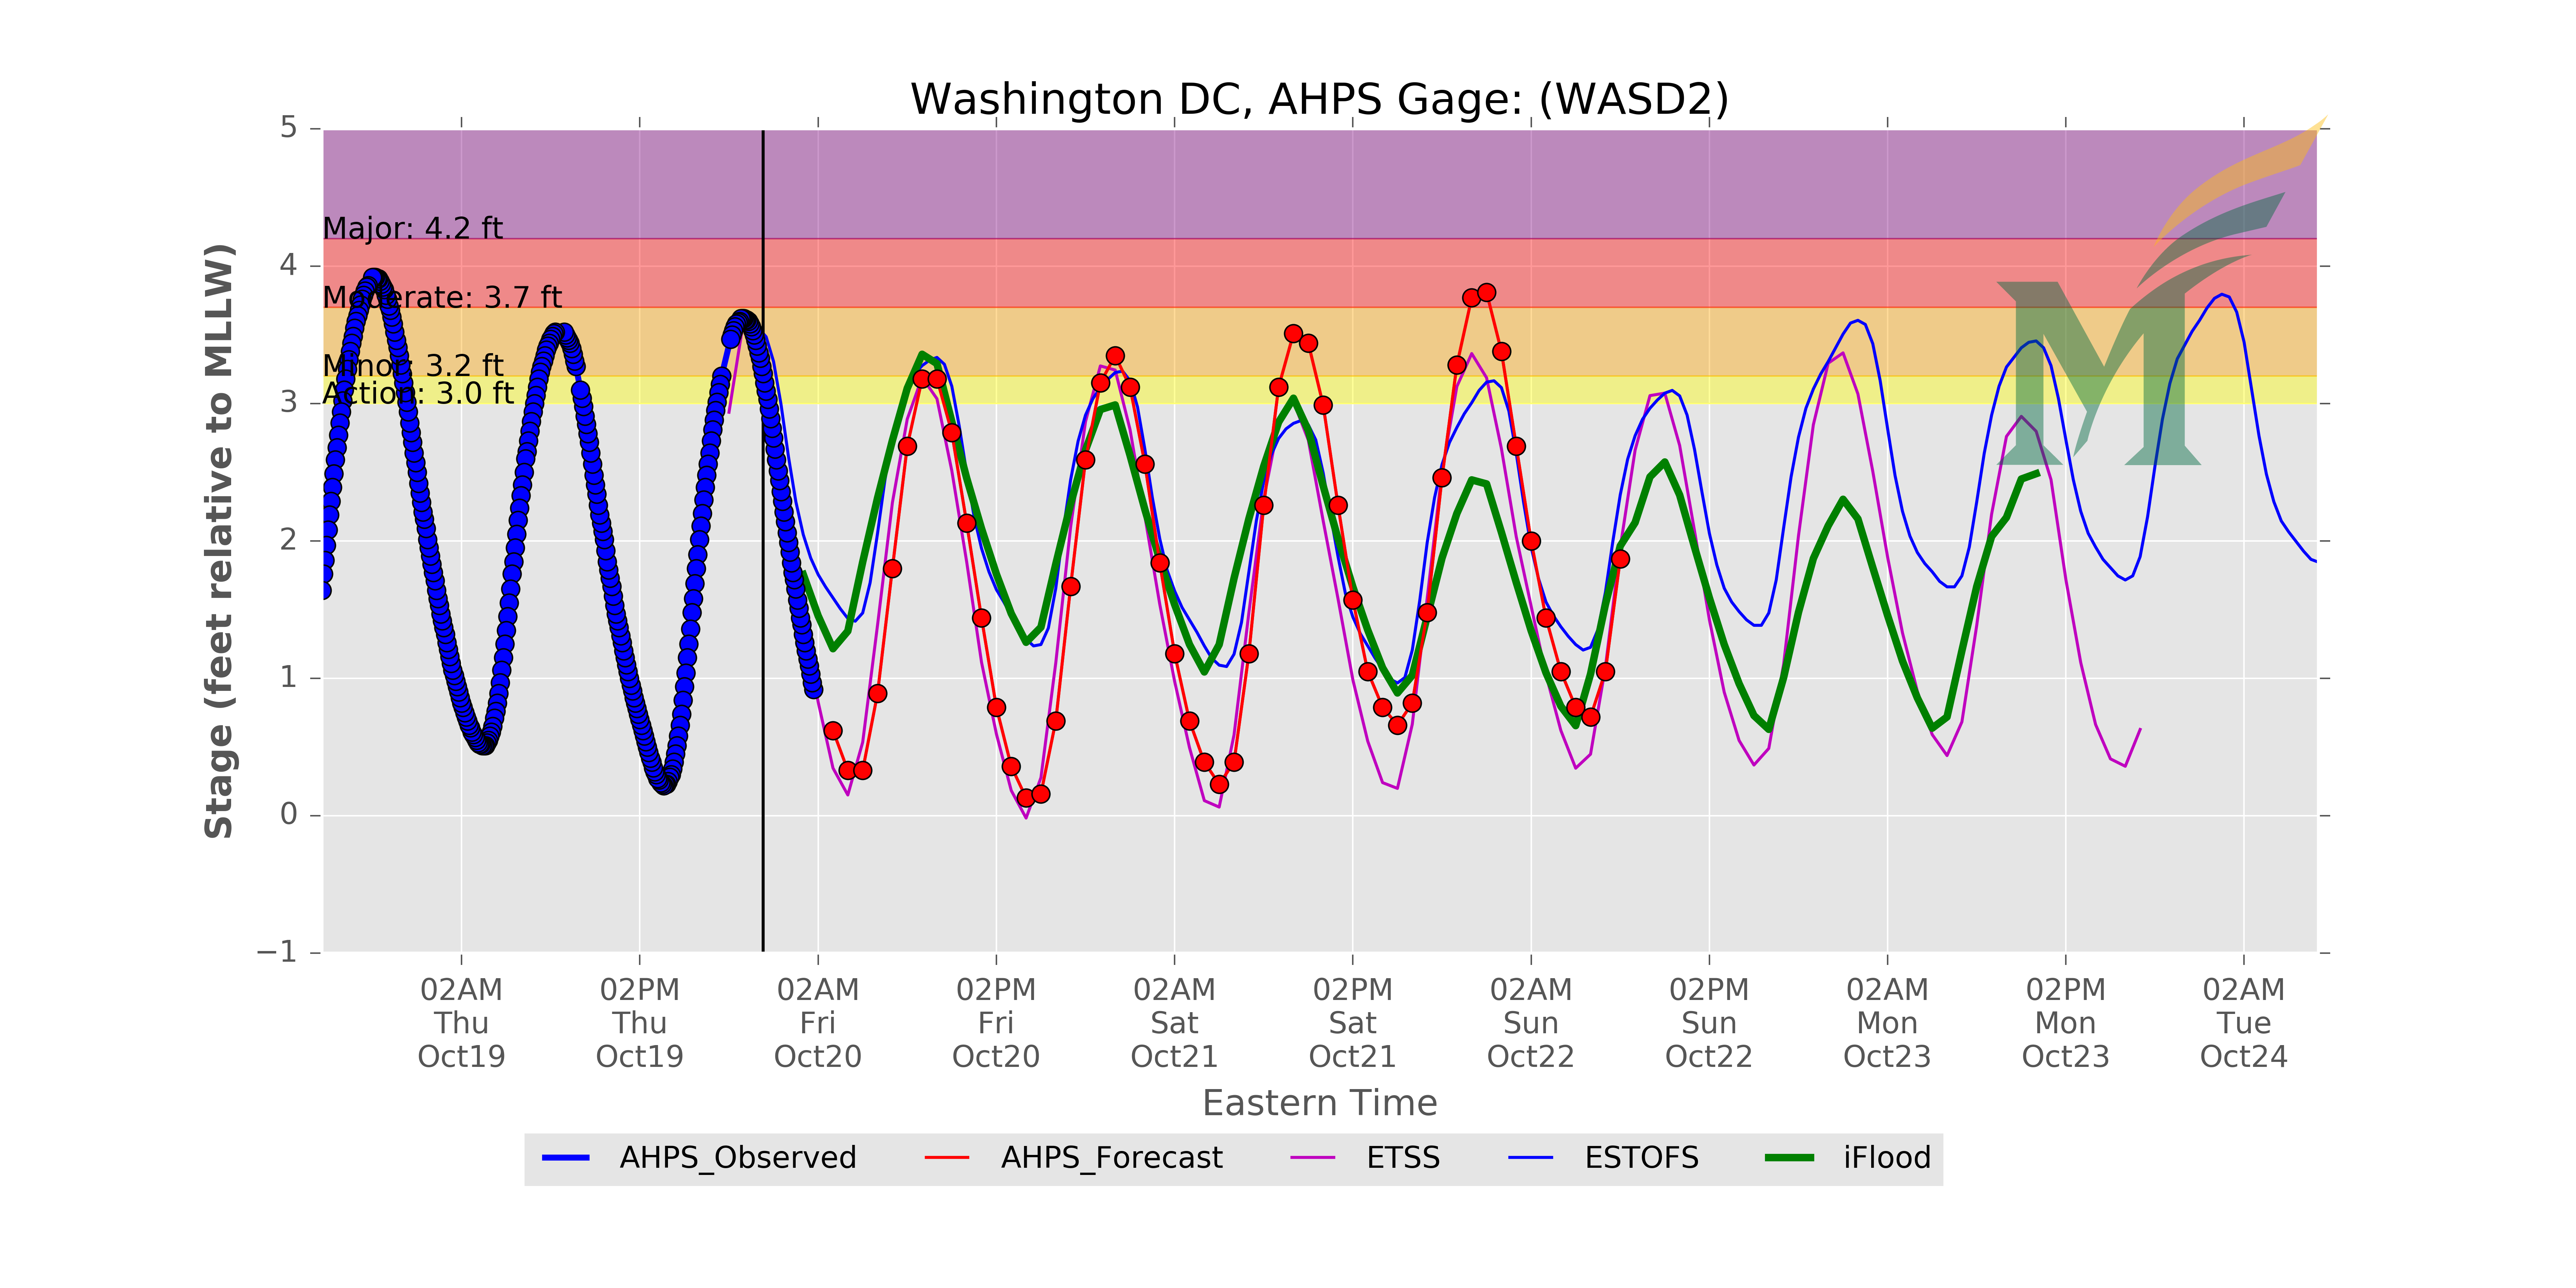 Washington DC, AHPS Gage: (WASD2)
Stage (feet relative to MLLW)
5
4
3
2
1
0
−1
Major: 4.2 ft
Moderate: 3.7 ft
Minor: 3.2 ft
Action: 3.0 ft
02AM 02PM 02AM 02PM 02AM 02PM 02AM 02PM 02AM 02PM 02AM
Thu Thu Fri Fri Sat Sat Sun Sun Mon Mon Tue
Oct19 Oct19 Oct20 Oct20 Oct21 Oct21 Oct22 Oct22 Oct23 Oct23 Oct24
Eastern Time
AHPS_Observed AHPS_Forecast ETSS ESTOFS iFlood
M